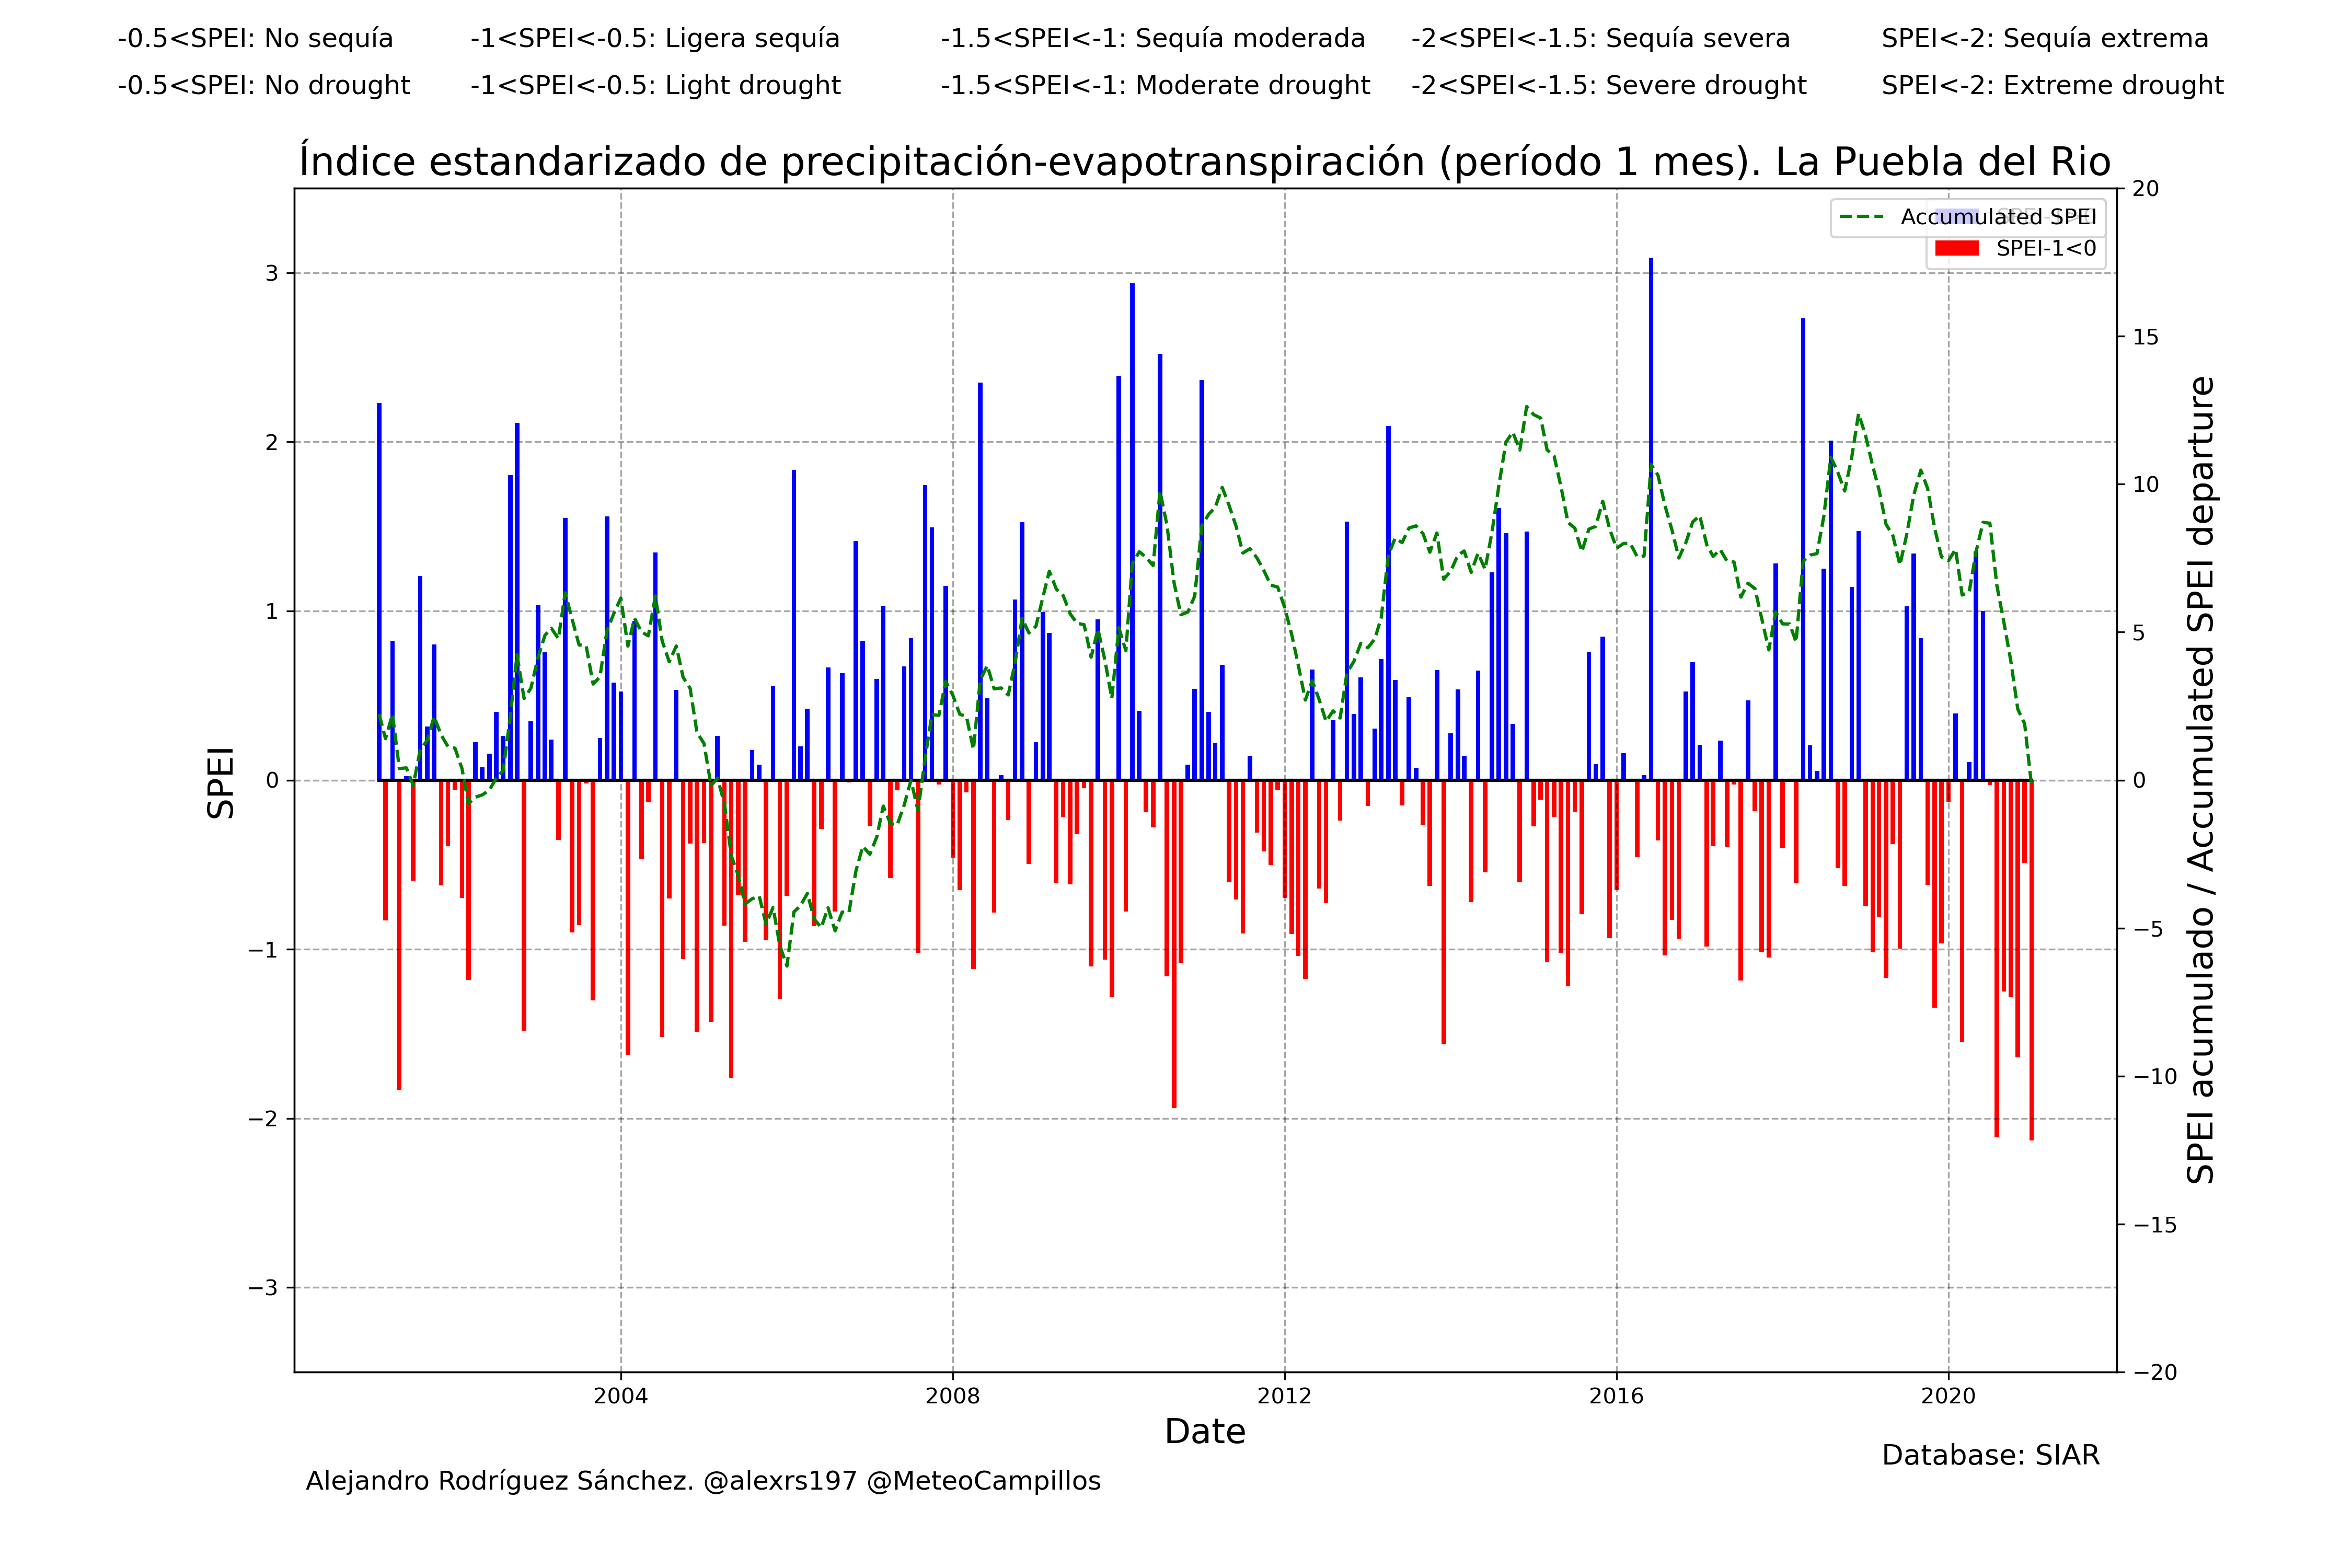 -0.5<SPEI: No sequía -1<SPEI<-0.5: Ligera sequía -1.5<SPEI<-1: Sequía moderada -2<SPEI<-1.5: Sequía severa SPEI<-2: Sequía extrema
-0.5<SPEI: No drought -1<SPEI<-0.5: Light drought -1.5<SPEI<-1: Moderate drought -2<SPEI<-1.5: Severe drought SPEI<-2: Extreme drought
Índice estandarizado de precipitación-evapotranspiración (período 1 mes). La Puebla del Rio
Accumulated SPEI
SPEI-1<0
SPEI
3
2
1
0
−1
−2
−3
20
15
10
5
0
−5
−10
−15
−20
SPEI acumulado / Accumulated SPEI departure
2004 2008 2012 2016 2020
Date
Database: SIAR
Alejandro Rodríguez Sánchez. @alexrs197 @MeteoCampillos